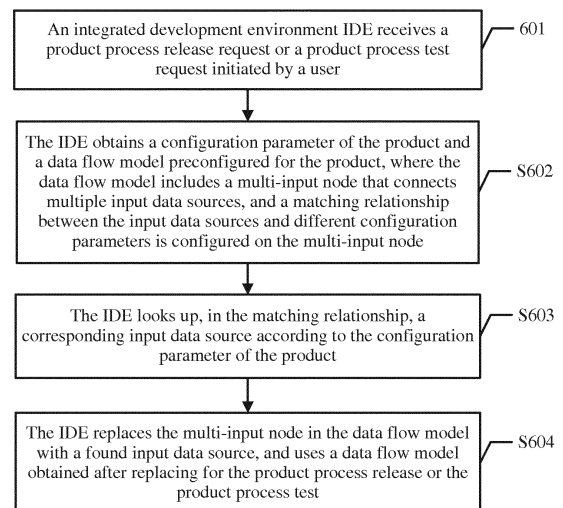 An integrated development environment IDE receives a
product process release request or a product process test
request initiated by a user
601
The IDE obtains a configuration parameter of the product and
a data flow model preconfigured for the product, where the
data flow model includes a multi-input node that connects
multiple input data sources, and a matching relationship
between the input data sources and different configuration
parameters is configured on the multi-input node
S602
The IDE looks up, in the matching relationship, a
corresponding input data source according to the configuration
parameter of the product
S603
The IDE replaces the multi-input node in the data flow model
with a found input data source, and uses a data flow model
obtained after replacing for the product process release or the
product process test
S604